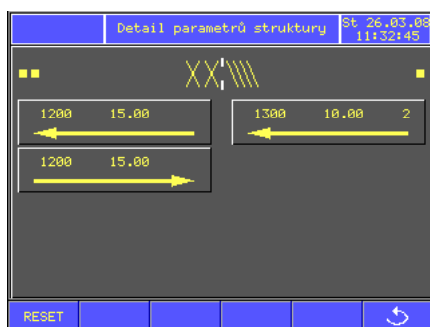 Detail parametrů struktury
St 26.03.08
11:32:45
XX
1200 15.00
1300 10.00 2
1200 15.00
RESET